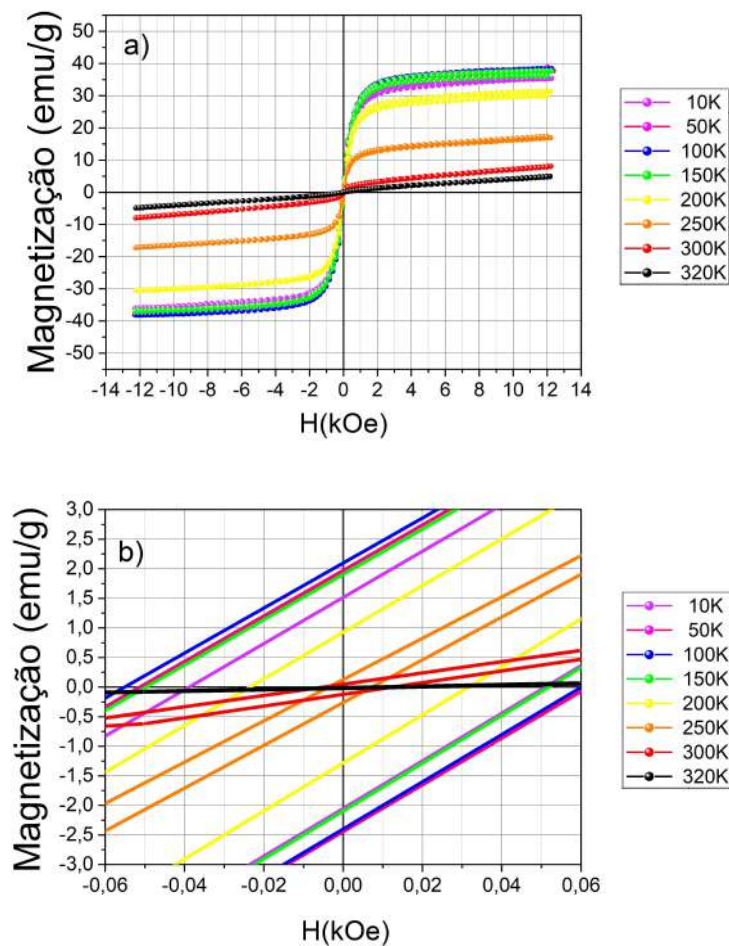 a)
Magnetização (emu/g)
50
40
30
20
10
0
-10
-20
-30
-40
-50
-14 -12 -10 -8 -6 -4 -2 0 2 4 6 8 10 12 14
H(kOe)
10K
50K
100K
150K
200K
250K
300K
320K
b)
Magnetização (emu/g)
3,0
2,5
2,0
1,5
1,0
0,5
0,0
-0,5
-1,0
-1,5
-2,0
-2,5
-3,0
-0,06 -0,04 -0,02 0,00 0,02 0,04 0,06
H(kOe)
10K
50K
100K
150K
200K
250K
300K
320K